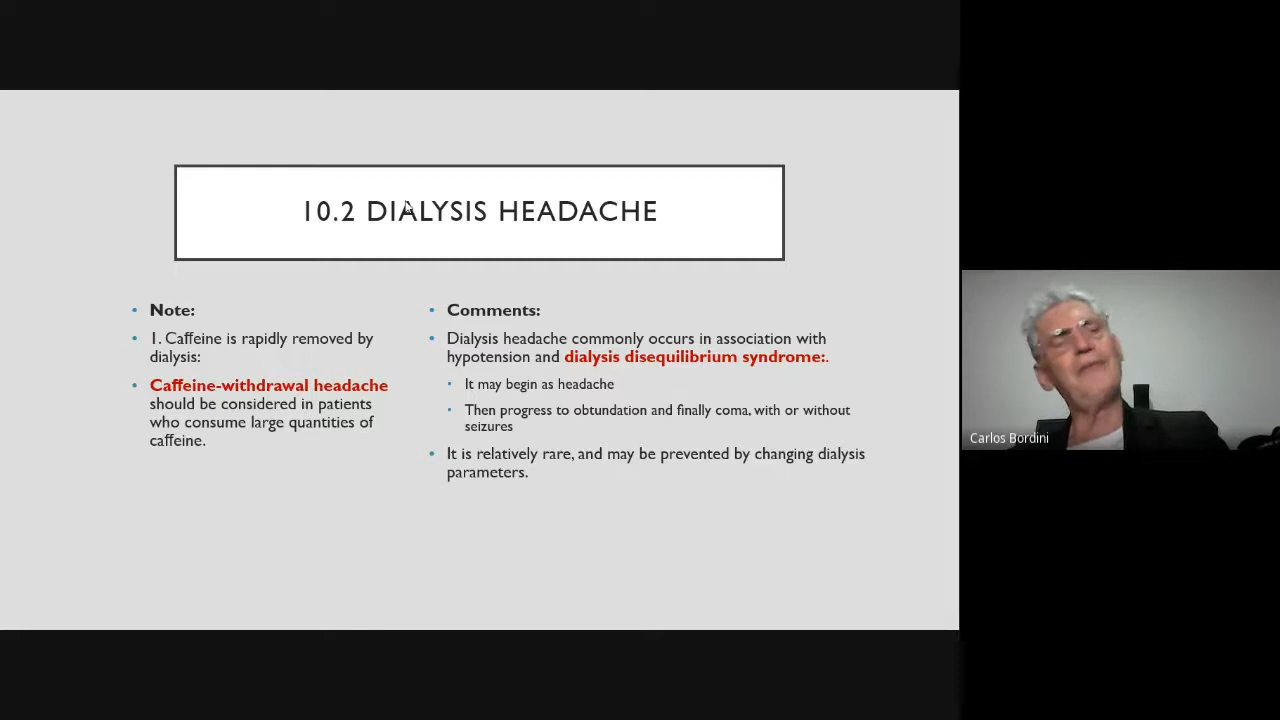 10.2 DIALYSIS HEADACHE
Note:
1. Caffeine is rapidly removed by
dialysis:
Caffeine-withdrawal headache
should be considered in patients
who consume large quantities of
caffeine.
Comments:
Dialysis headache commonly occurs in association with
hypotension and dialysis disequilibrium syndrome:.
It may begin as headache
Then progress to obtundation and finally coma, with or without
seizures
It is relatively rare, and may be prevented by changing dialysis
parameters.
Carlos Bordini